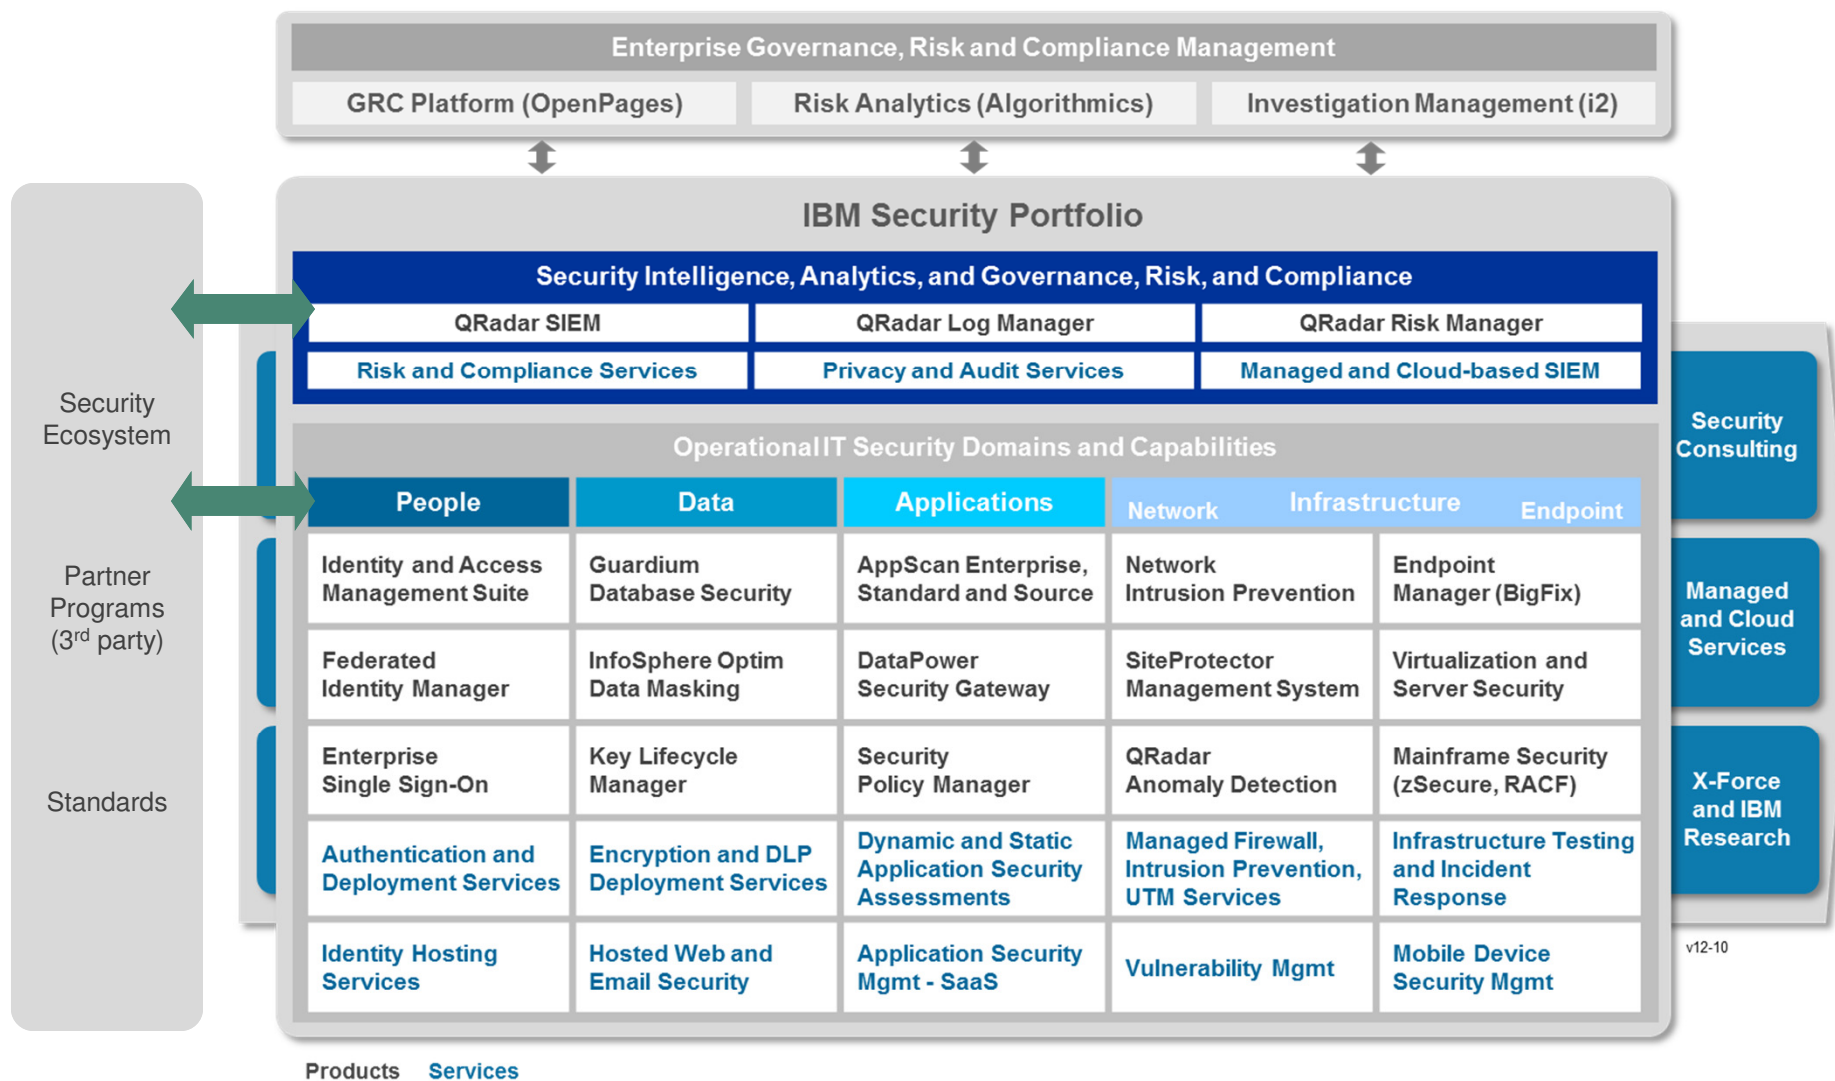 Enterprise Governance, Risk and Compliance Management
GRC Platform (OpenPages)
Risk Analytics (Algorithmics)
Investigation Management (i2)
IBM Security Portfolio
Security Intelligence, Analytics, and Governance, Risk, and Compliance
QRadar SIEM
QRadar Log Manager
QRadar Risk Manager
Risk and Compliance Services
Privacy and Audit Services
Managed and Cloud-based SIEM
Security
Ecosystem
Partner
Programs
(3rd party)
Standards
Operational IT Security Domains and Capabilities
People
Data
Applications
Network
Infrastructure
Endpoint
Identity and Access
Management Suite
Guardium
Database Security
AppScan Enterprise,
Standard and Source
Network
Intrusion Prevention
Endpoint
Manager (BigFix)
Federated
Identity Manager
InfoSphere Optim
Data Masking
DataPower
Security Gateway
SiteProtector
Management System
Virtualization and
Server Security
Enterprise
Single Sign-On
Key Lifecycle
Manager
Security
Policy Manager
QRadar
Anomaly Detection
Mainframe Security
(zSecure, RACF)
Authentication and
Deployment Services
Encryption and DLP
Deployment Services
Dynamic and Static
Application Security
Assessments
Managed Firewall,
Intrusion Prevention,
UTM Services
Infrastructure Testing
and Incident
Response
Identity Hosting
Services
Hosted Web and
Email Security
Application Security
Mgmt - SaaS
Vulnerability Mgmt
Mobile Device
Security Mgmt
Security
Consulting
Managed
and Cloud
Services
X-Force
and IBM
Research
v12-10
Products
Services